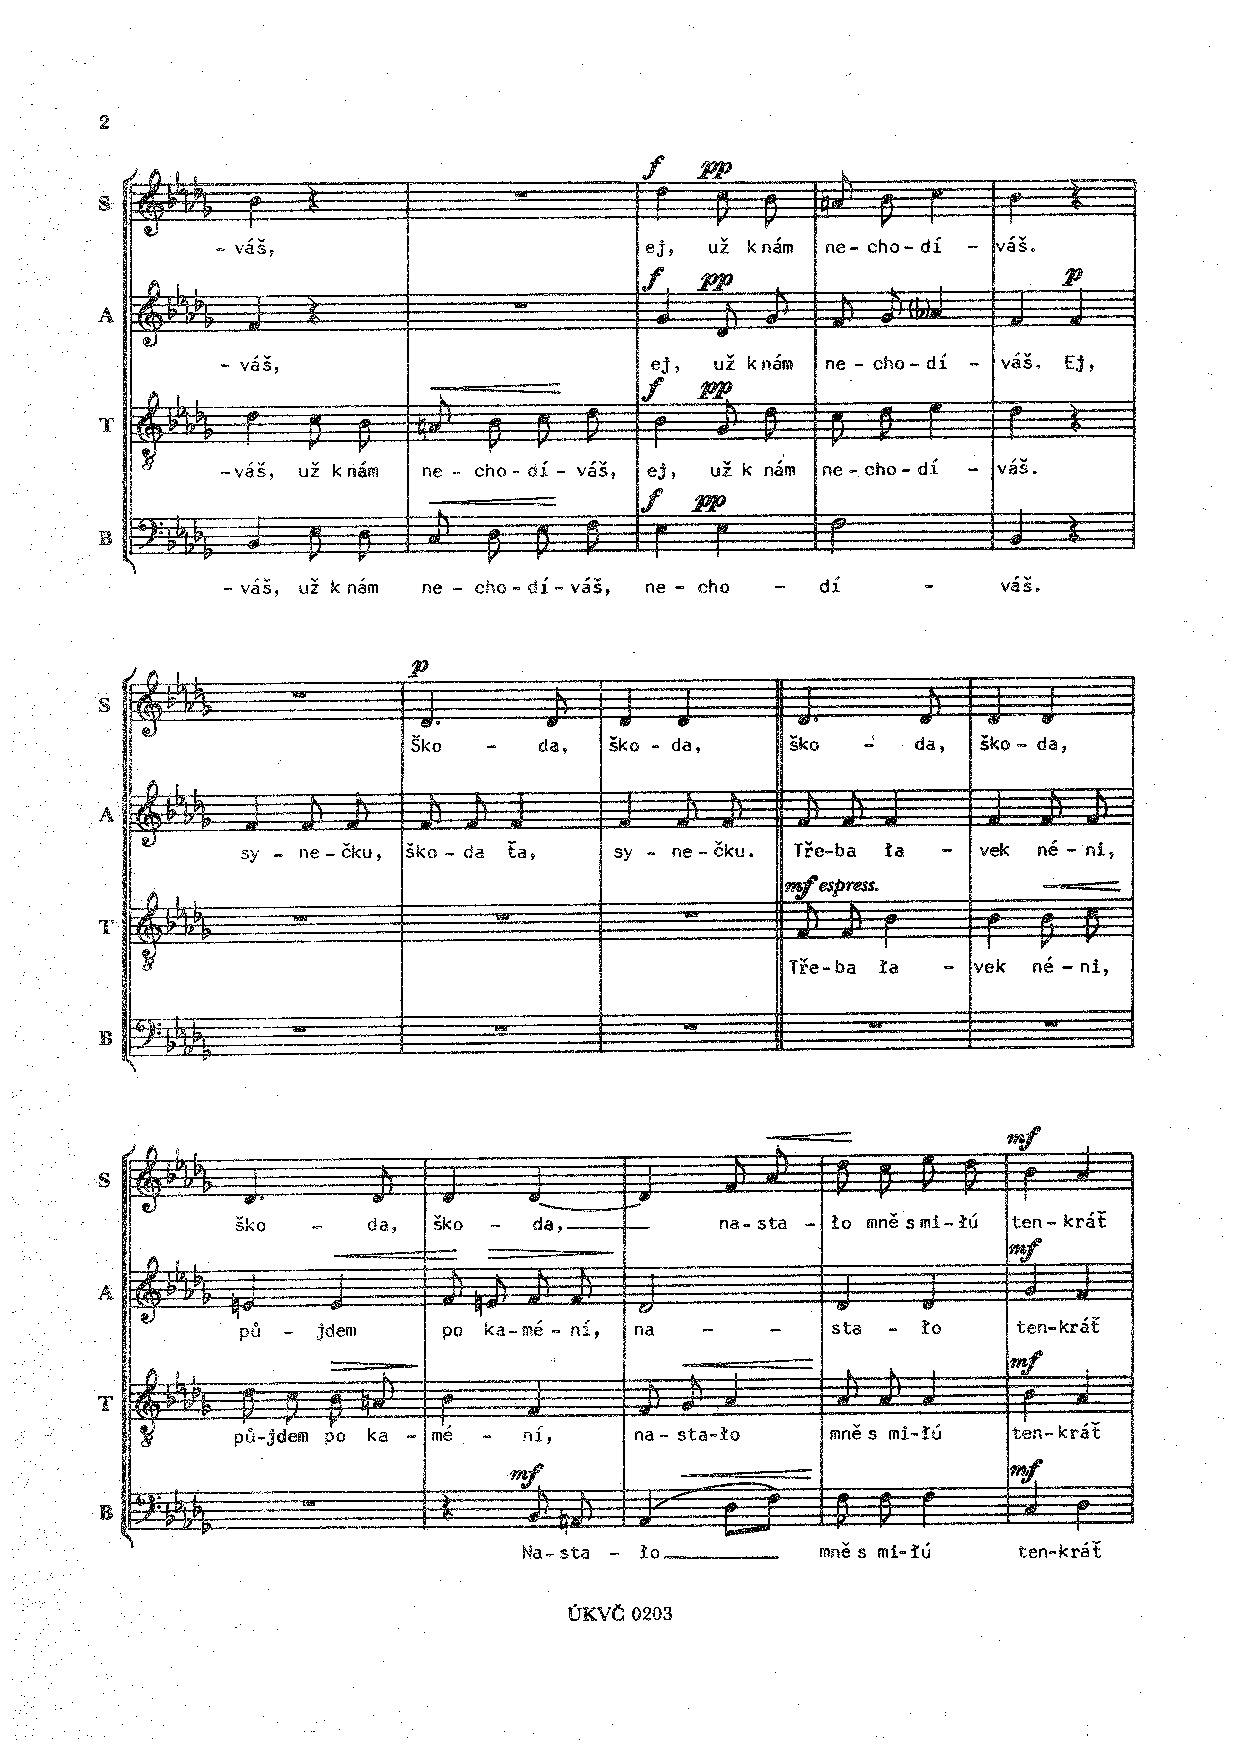 2
f pp
S
- váš, ej, už k nám ne - cho - dí - váš.
f pp p
A
- váš, ej, už k nám ne - cho - dí - váš. Ej,
f pp
T
-váš, už k nám ne - cho - dí - váš, ej, už k nám ne - cho - dí - váš.
f pp
B
- váš, už k nám ne - cho - dí - váš, ne - cho - dí - váš.
p
S
Ško - da, ško - da, ško - da, ško - da,
A
sy - ne - čku, ško - da ťa, sy - ne - čku. Tře-ba ła - vek né - ni,
mf espress.
T
Tře-ba ła - vek né - ni,
B
mf
S
ško - da, ško - da, na - sta - ło mně s mi - łú ten - kráť
mf
A
pů - jdem po ka - mé - ní, na - - sta - ło ten-kráť
mf
T
pů-jdem po ka - mé - ní, na - sta-ło mně s mi - łú ten-kráť
mf mf
B
Na - sta - ło mně s mi-łú ten-kráť
ÚKVČ 0203